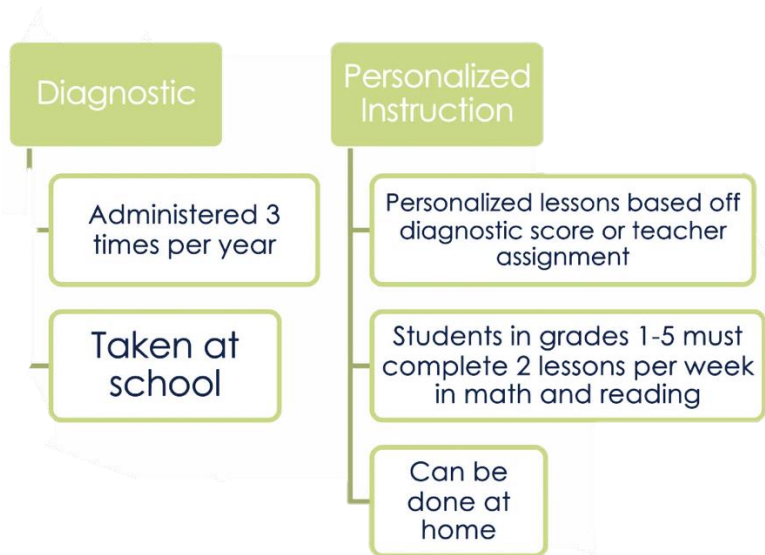 Diagnostic
Administered 3
times per year
Taken at
school
Personalized
Instruction
Personalized lessons based off
diagnostic score or teacher
assignment
Students in grades 1-5 must
complete 2 lessons per week
in math and reading
Can be
done at
home